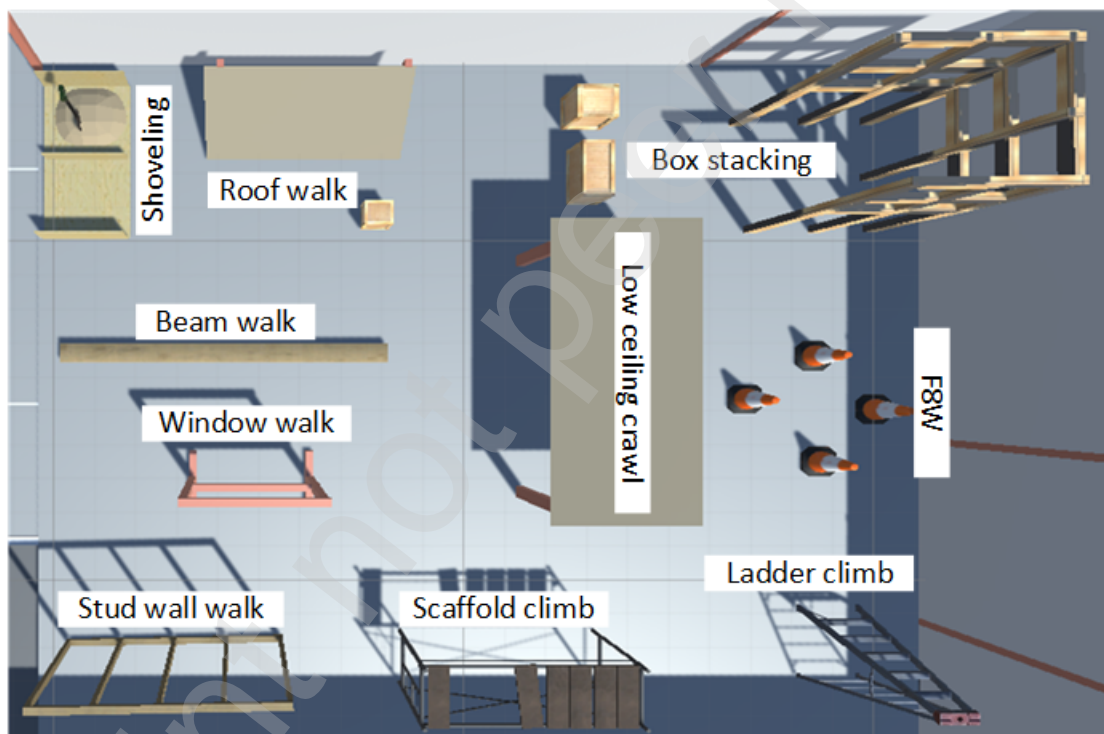 Shoveling
Roof walk
Box stacking
Low ceiling crawl
Beam walk
F8W
Window walk
Ladder climb
Stud wall walk
Scaffold climb